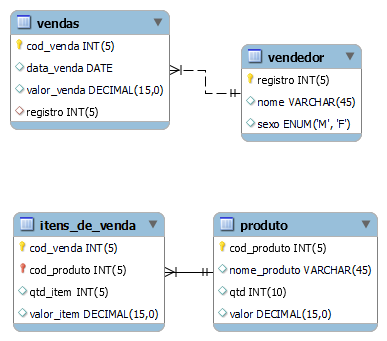 vendas
cod_venda INT(5)
data_venda DATE
valor_venda DECIMAL(15,0)
registro INT(5)
vendedor
registro INT(5)
nome VARCHAR(45)
sexo ENUM('M', 'F')
itens_de_venda
cod_venda INT(5)
cod_produto INT(5)
qtd_item INT(5)
valor_item DECIMAL(15,0)
produto
cod_produto INT(5)
nome_produto VARCHAR(45)
qtd INT(10)
valor DECIMAL(15,0)